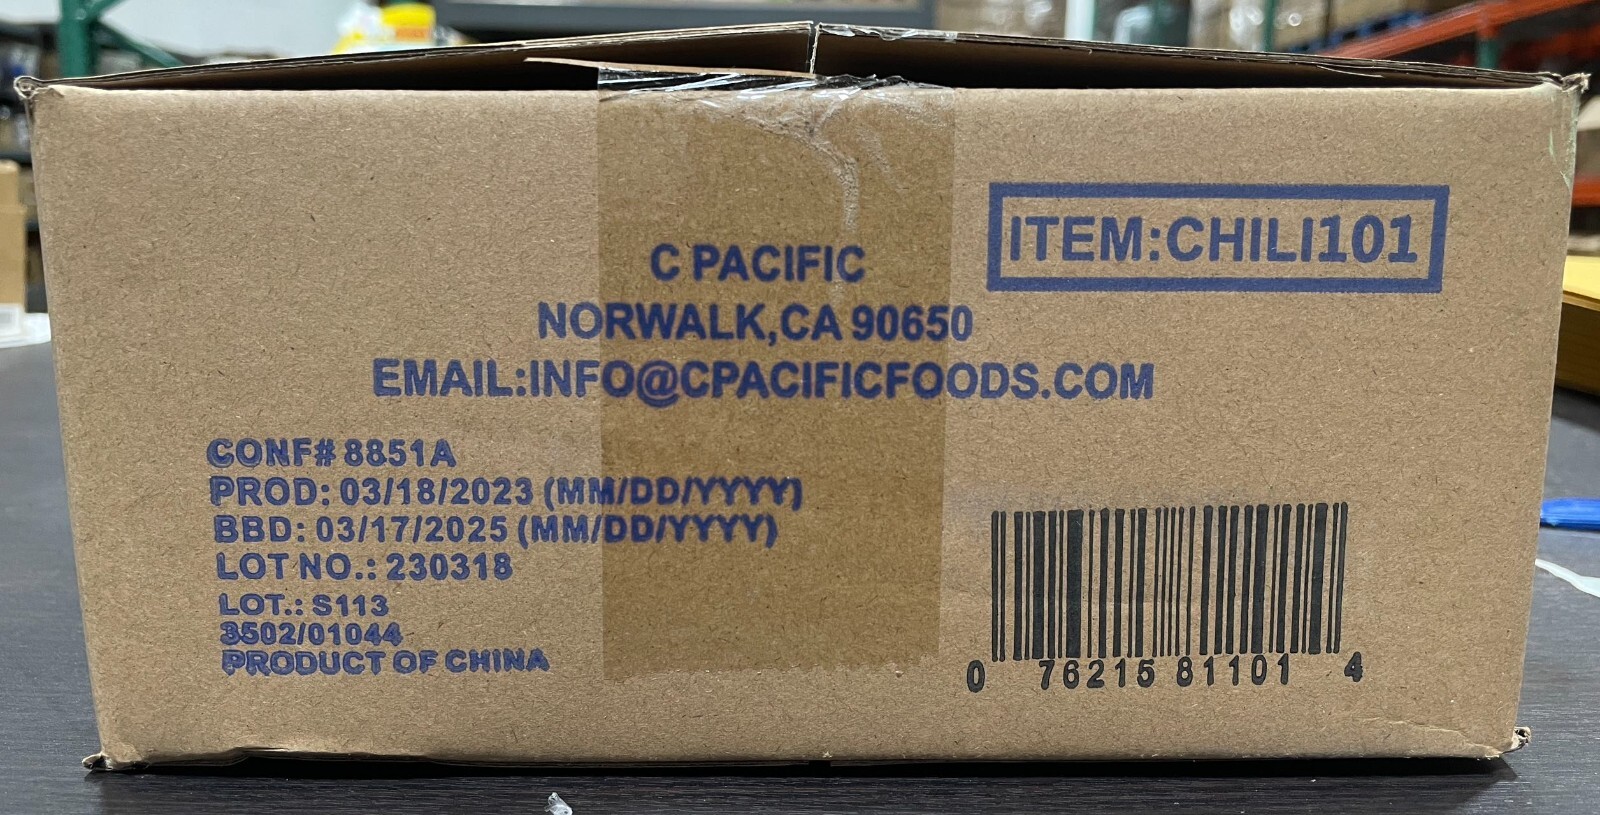 ITEM:CHILI101
C PACIFIC
NORWALK,CA 90650
EMAIL:INFO@CPACIFICFOODS.COM
CONF# 8851A
PROD: 03/18/2023 (MM/DD/YYYY)
BBD: 03/17/2025 (MM/DD/YYYY)
LOT NO.: 230318
LOT.: S113
3502/01044
PRODUCT OF CHINA
0 76215 81101 4